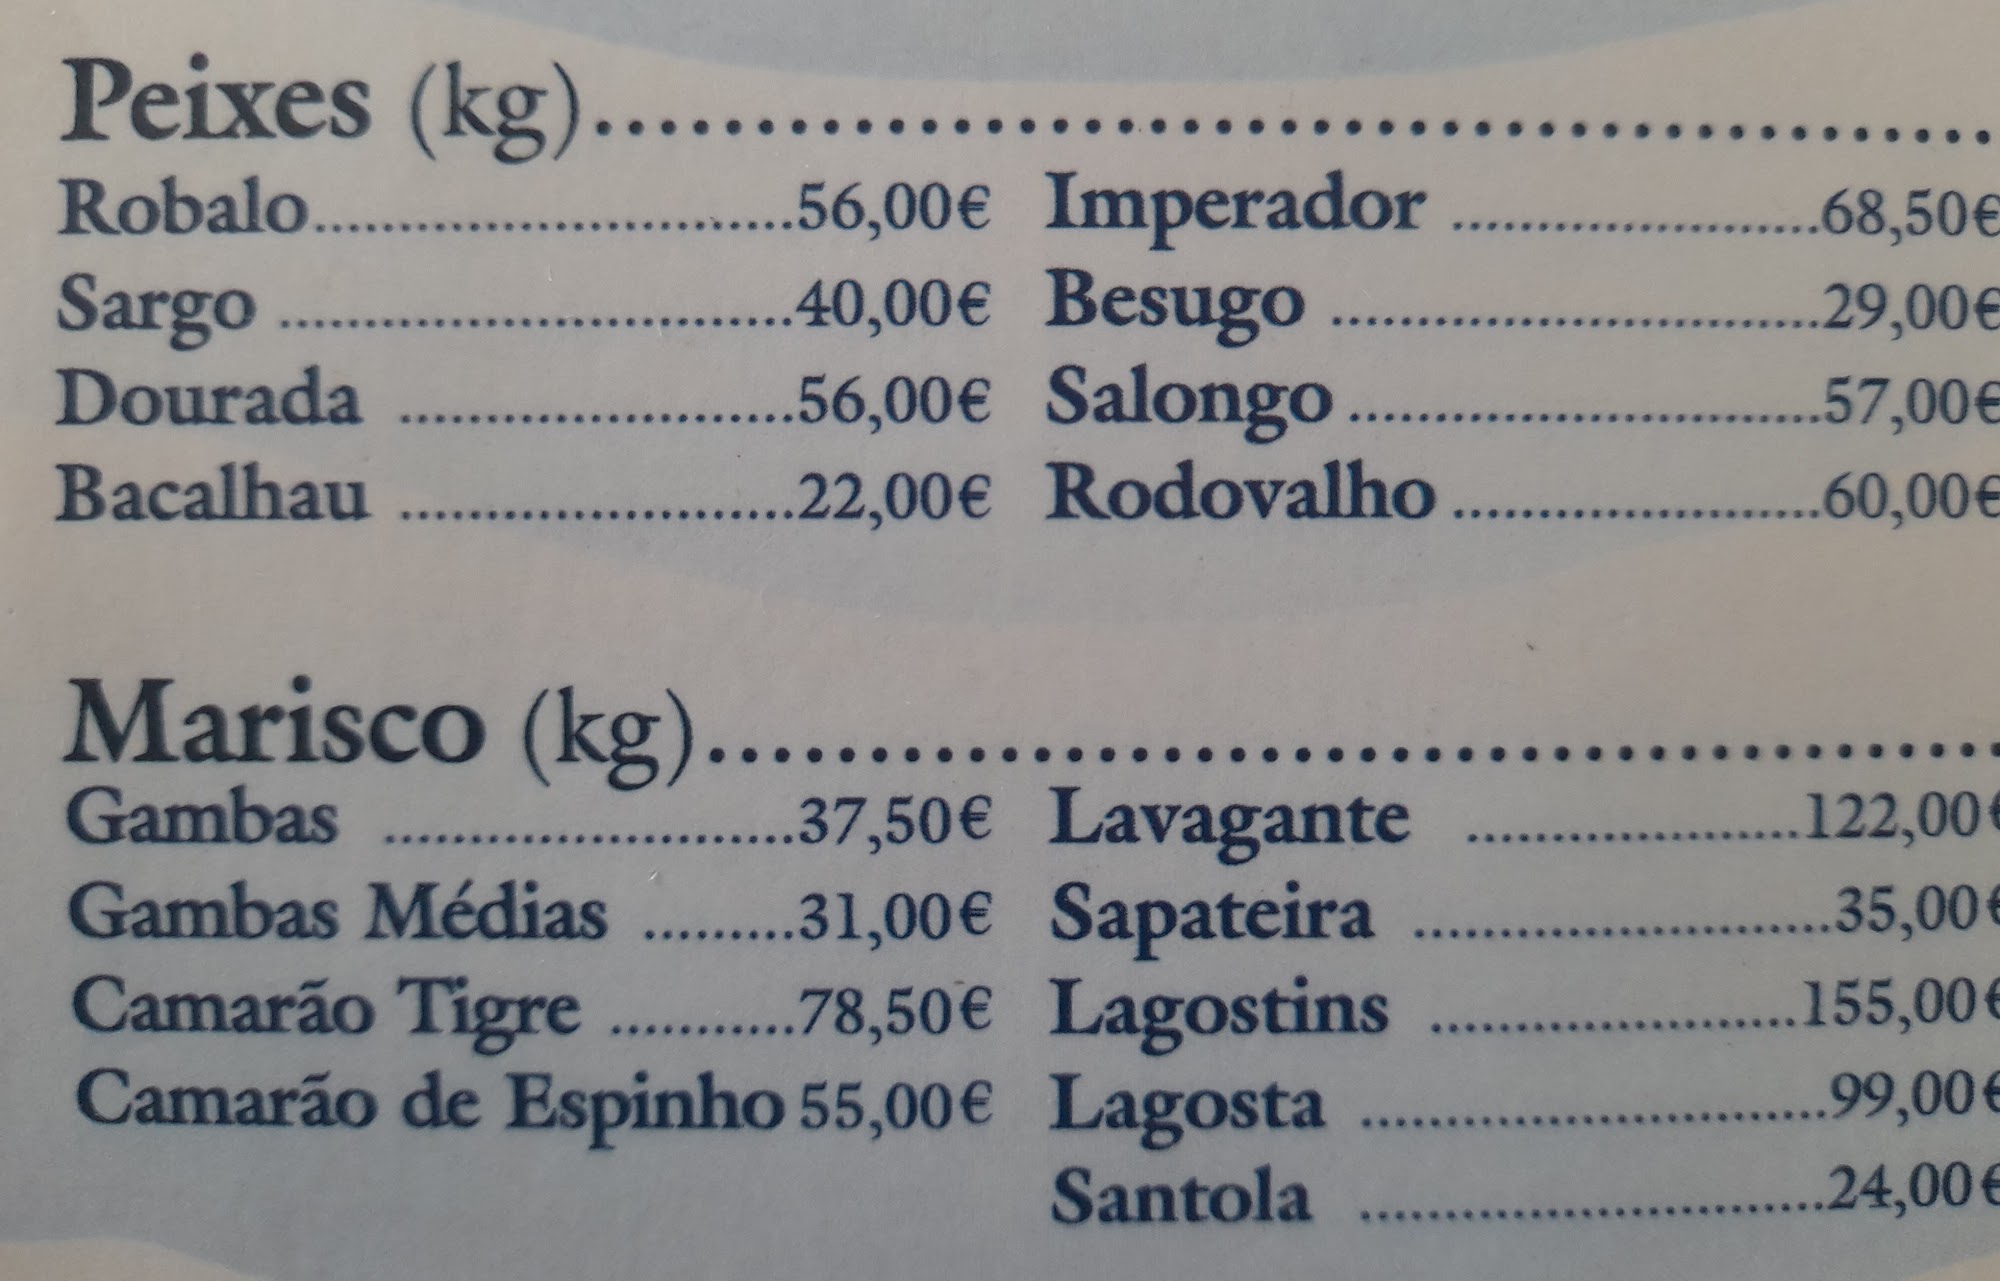 Peixes (kg)
Robalo 56,00€
Sargo 40,00€
Dourada 56,00€
Bacalhau 22,00€
Imperador 68,50€
Besugo 29,00€
Salongo 57,00€
Rodovalho 60,00€
Marisco (kg)
Gambas 37,50€
Gambas Médias 31,00€
Camarão Tigre 78,50€
Camarão de Espinho 55,00€
Lavagante 122,00€
Sapateira 35,00€
Lagostins 155,00€
Lagosta 99,00€
Santola 24,00€